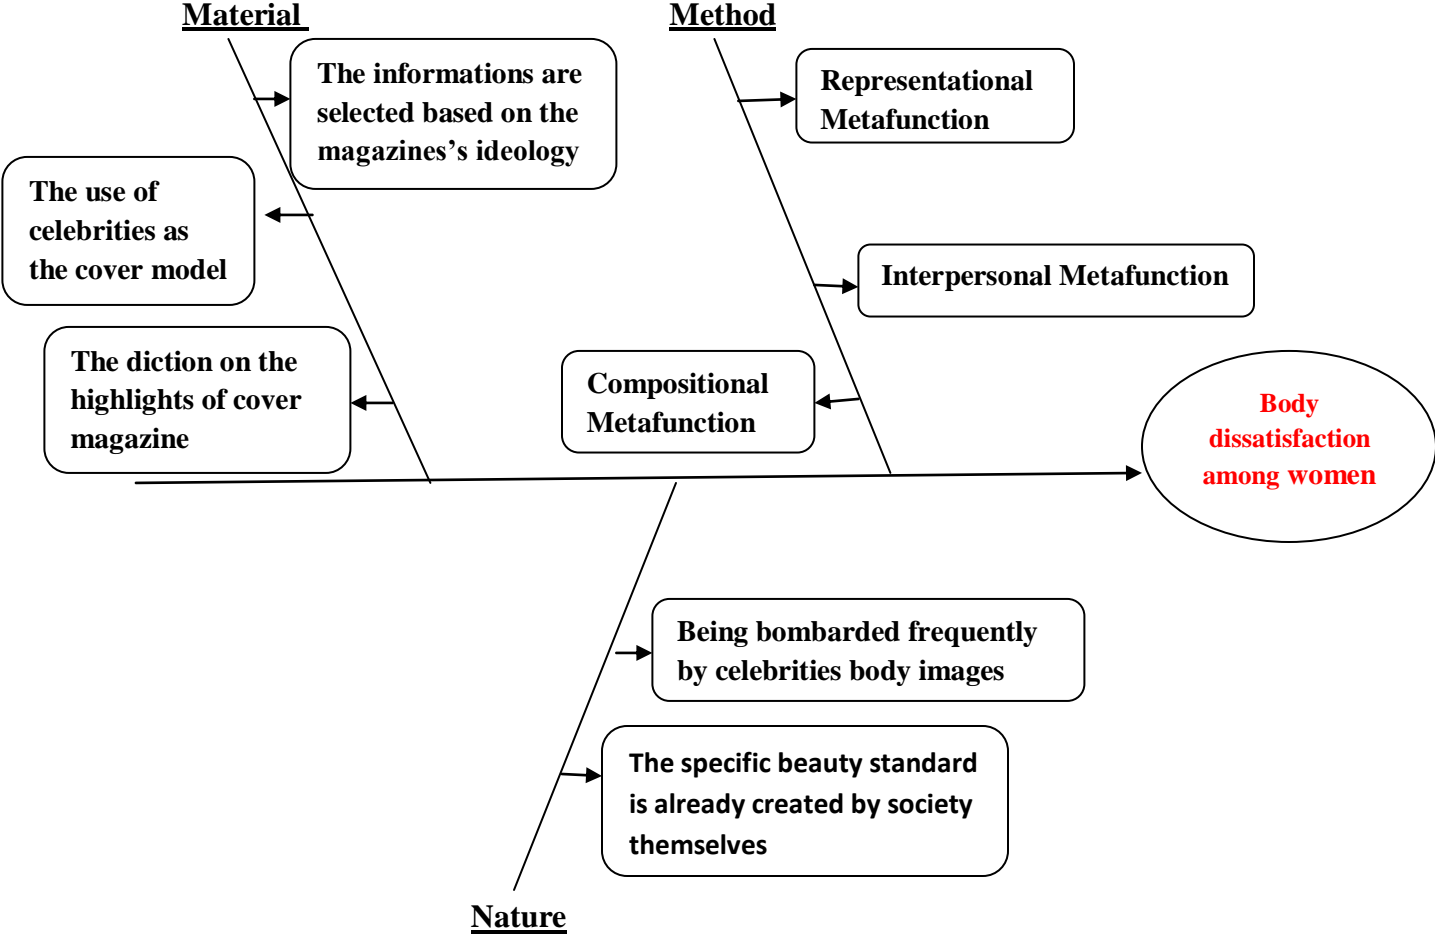 Material
The informations are
selected based on the
magazines's ideology
The use of
celebrities as
the cover model
The diction on the
highlights of cover
magazine
Method
Representational
Metafunction
Interpersonal Metafunction
Compositional
Metafunction
Body
dissatisfaction
among women
Being bombarded frequently
by celebrities body images
The specific beauty standard
is already created by society
themselves
Nature